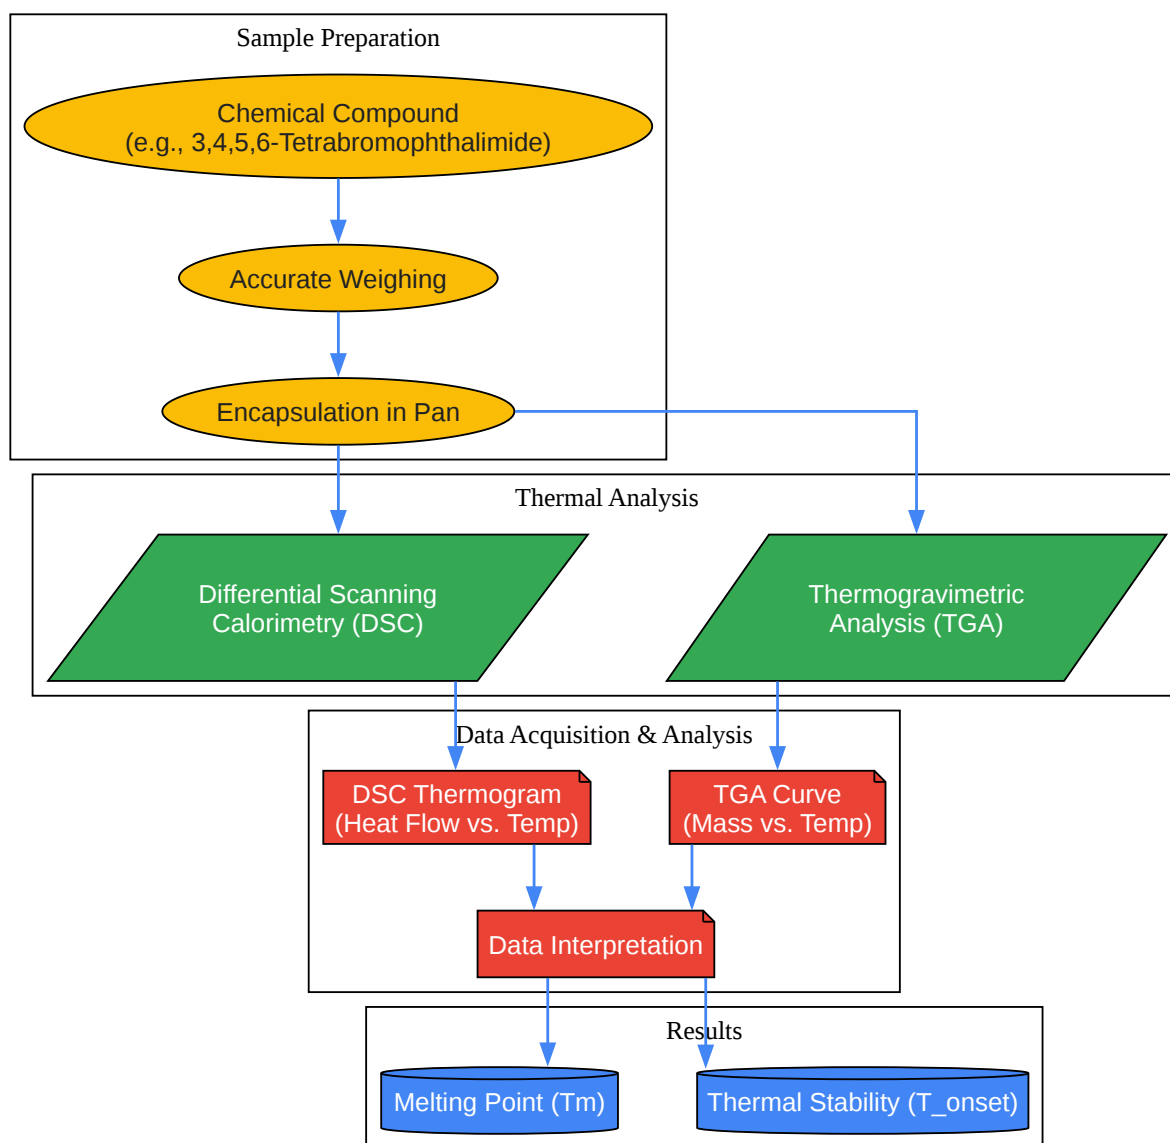 Sample Preparation
Chemical Compound
(e.g., 3,4,5,6-Tetrabromophthalimide)
Accurate Weighing
Encapsulation in Pan
Thermal Analysis
Differential Scanning
Calorimetry (DSC)
Thermogravimetric
Analysis (TGA)
Data Acquisition & Analysis
DSC Thermogram
(Heat Flow vs. Temp)
TGA Curve
(Mass vs. Temp)
Data Interpretation
Results
Melting Point (Tm)
Thermal Stability (T_onset)